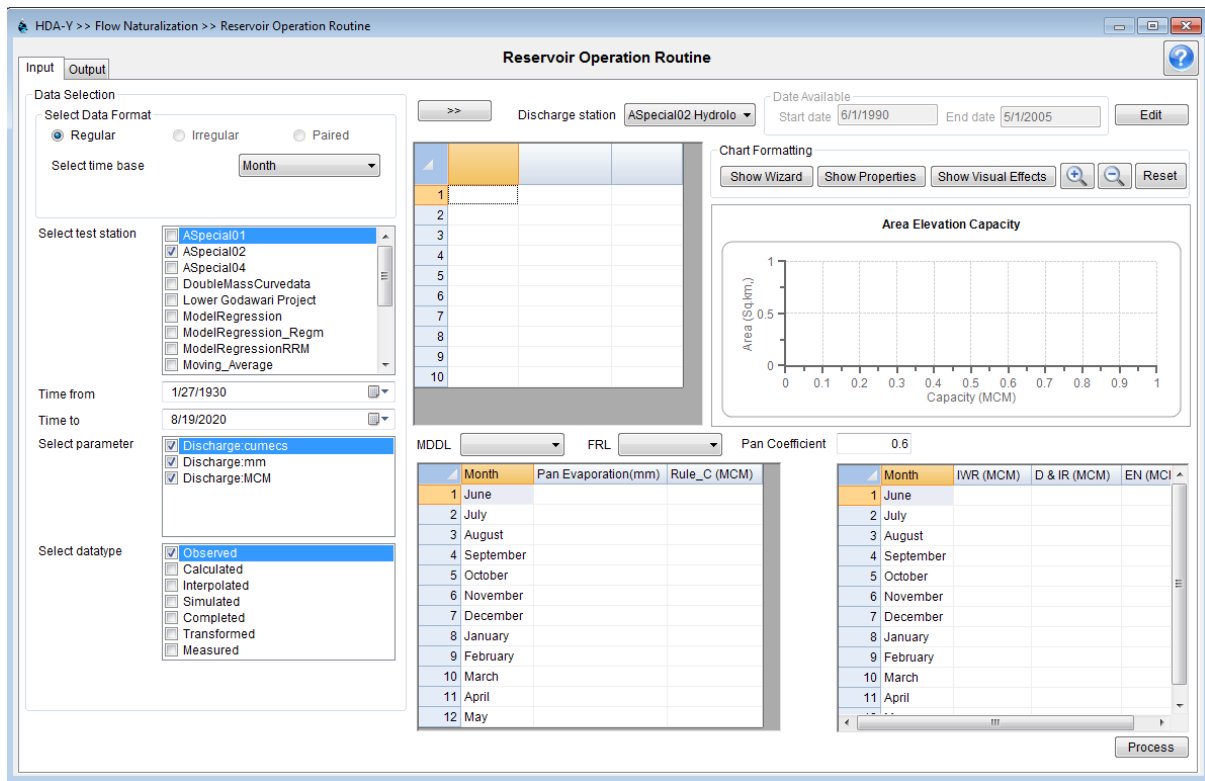 HDA-Y >> Flow Naturalization >> Reservoir Operation Routine
Reservoir Operation Routine
Input
Output
Data Selection
Select Data Format
Regular
Irregular
Paired
Select time base
Month
Select test station
ASpecial01
ASpecial02
ASpecial04
DoubleMassCurvedata
Lower Godawari Project
ModelRegression
ModelRegression_Regm
ModelRegressionRRM
Moving_Average
Time from
1/27/1930
Time to
8/19/2020
Select parameter
Discharge:cumecs
Discharge:mm
Discharge:MCM
Select datatype
Observed
Calculated
Interpolated
Simulated
Completed
Transformed
Measured
>>
Discharge station
ASpecial02 Hydrolo
Date Available
Start date
6/1/1990
End date
5/1/2005
Edit
1
2
3
4
5
6
7
8
9
10
Chart Formatting
Show Wizard
Show Properties
Show Visual Effects
Reset
Area Elevation Capacity
Area (Sq.km,)
1
0.5
0
0 0.1 0.2 0.3 0.4 0.5 0.6 0.7 0.8 0.9 1
Capacity (MCM)
MDDL
FRL
Pan Coefficient
0.6
Month Pan Evaporation(mm) Rule_C (MCM)
1 June
2 July
3 August
4 September
5 October
6 November
7 December
8 January
9 February
10 March
11 April
12 May
Month IWR (MCM) D & IR (MCM) EN (MCI
1 June
2 July
3 August
4 September
5 October
6 November
7 December
8 January
9 February
10 March
11 April
Process